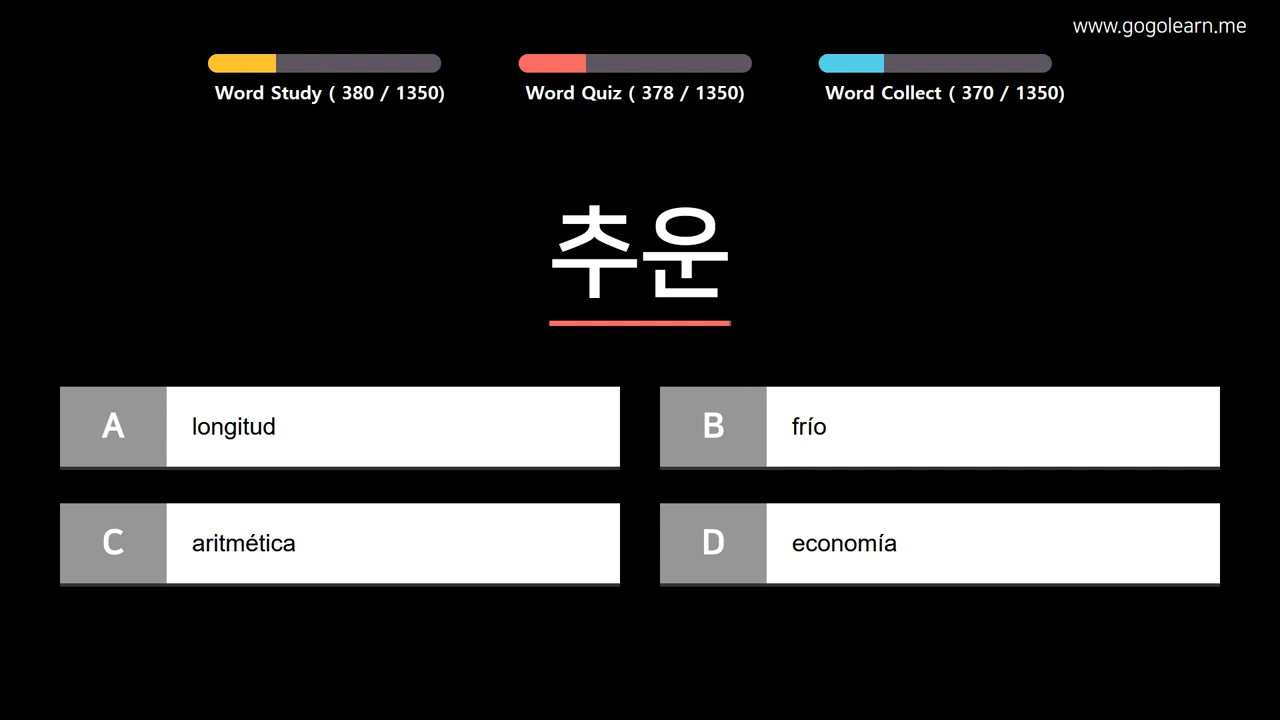 www.gogolearn.me
Word Study ( 380 / 1350)
Word Quiz ( 378 / 1350)
Word Collect ( 370 / 1350)
추운
A longitud
B frío
C aritmética
D economía